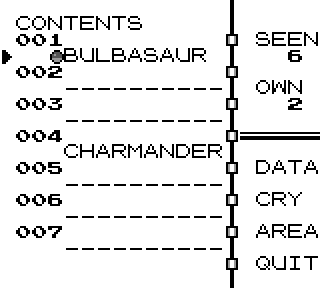 CONTENTS
001
BULBASAUR
002
----------
003
----------
004
CHARMANDER
005
----------
006
----------
007
----------
SEEN
6
OWN
2
DATA
CRY
AREA
QUIT